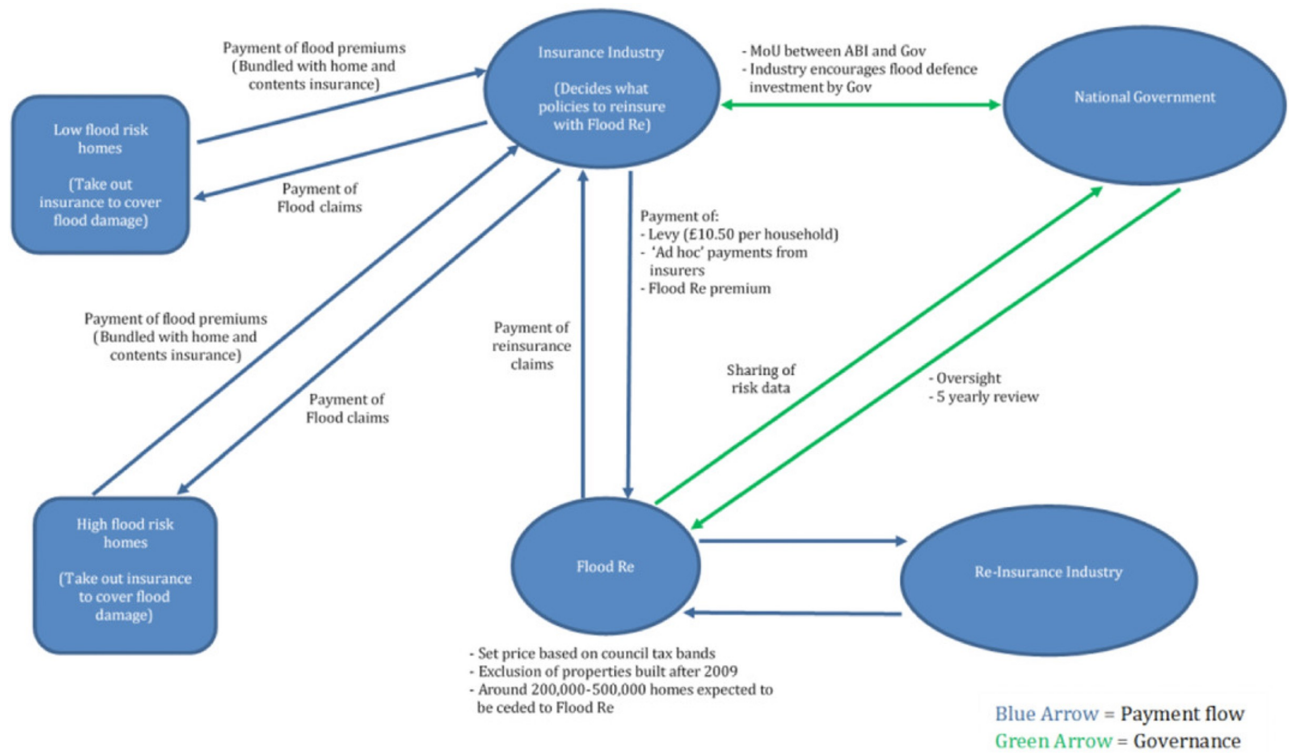 Payment of flood premiums
(Bundled with home and
contents insurance)
Insurance Industry
(Decides what
policies to reinsure
with Flood Re)
- MoU between ABI and Gov
- Industry encourages flood defence
investment by Gov
National Government
Low flood risk
homes
(Take out
insurance to cover
flood damage)
Payment of
Flood claims
Payment of:
- Levy (£10.50 per household)
- 'Ad hoc' payments from
insurers
- Flood Re premium
Payment of flood premiums
(Bundled with home and
contents insurance)
Payment of
reinsurance
claims
Sharing of
risk data
- Oversight
- 5 yearly review
Payment of
Flood claims
High flood risk
homes
(Take out insurance
to cover flood
damage)
Flood Re
Re-Insurance Industry
- Set price based on council tax bands
- Exclusion of properties built after 2009
- Around 200,000-500,000 homes expected to
be ceded to Flood Re
Blue Arrow = Payment flow
Green Arrow = Governance